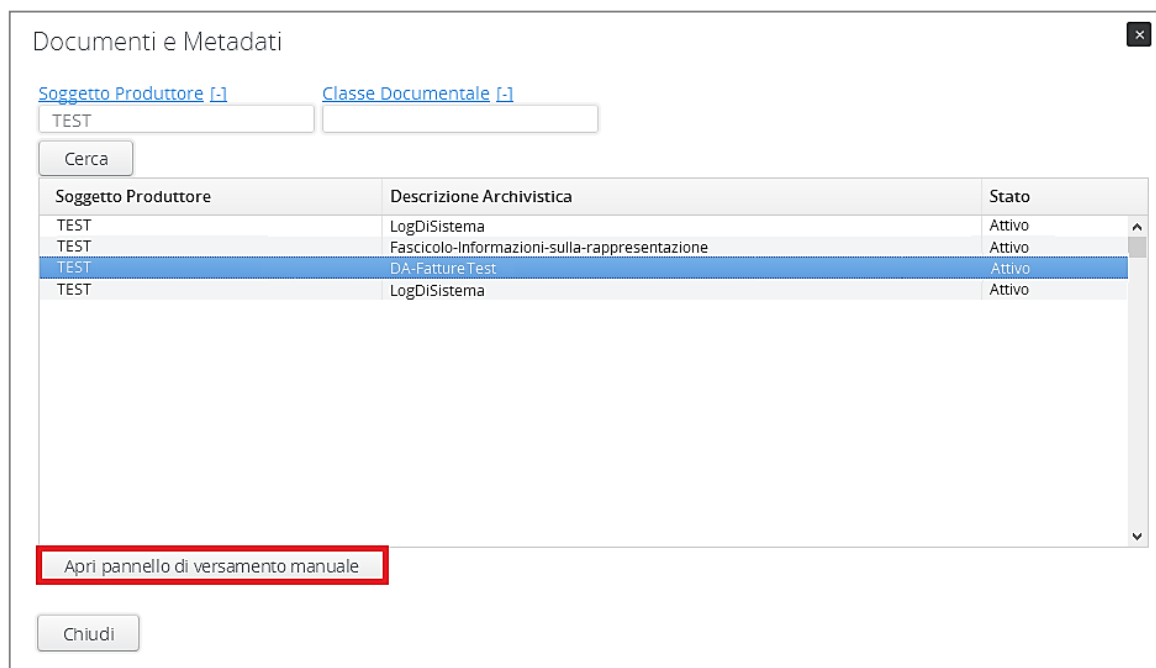 Documenti e Metadati
Soggetto Produttore [-] Classe Documentale [-]
TEST
Cerca
Soggetto Produttore Descrizione Archivistica Stato
TEST LogDiSistema Attivo
TEST Fascicolo-Informazioni-sulla-rappresentazione Attivo
TEST DA-FattureTest Attivo
TEST LogDiSistema Attivo
Apri pannello di versamento manuale
Chiudi